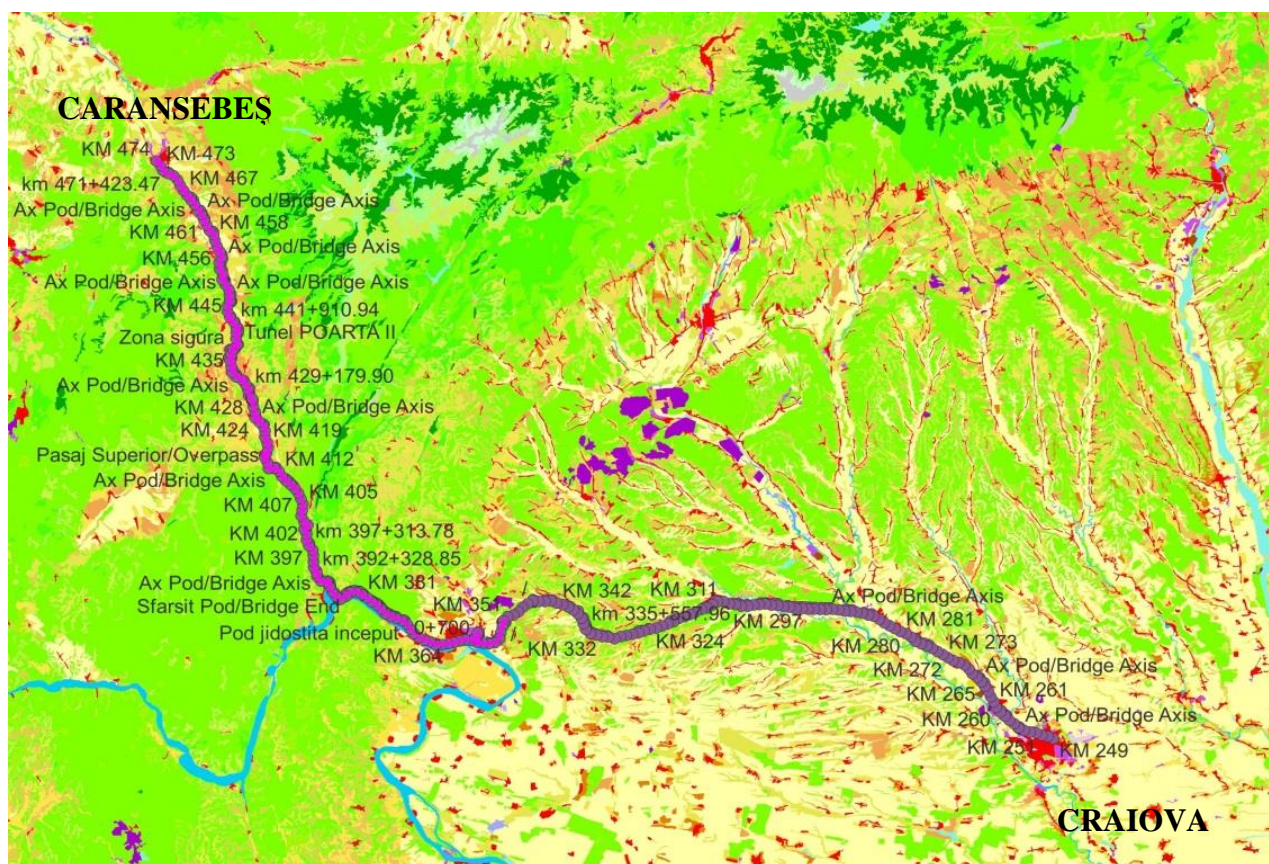 CARANSEBEȘ
KM 474
KM 473
km 471+423.47
KM 467
Ax Pod/Bridge Axis
Ax Pod/Bridge Axis
KM 458
KM 461
Ax Pod/Bridge Axis
KM 456
Ax Pod/Bridge Axis
Ax Pod/Bridge Axis
KM 445
km 441+910.94
Tunel POARTA II
Zona sigura
KM 435
km 429+179.90
Ax Pod/Bridge Axis
KM 428
Ax Pod/Bridge Axis
KM 424
KM 419
Pasaj Superior/Overpass
KM 412
Ax Pod/Bridge Axis
KM 405
KM 407
KM 402
km 397+313.78
KM 397
km 392+328.85
Ax Pod/Bridge Axis
KM 381
Sfarsit Pod/Bridge End
KM 351
/
KM 342
KM 311
Ax Pod/Bridge Axis
km 335+557.96
KM 297
KM 281
Pod jidostita inceput
0+700
KM 364
KM 332
KM 324
KM 280
KM 273
KM 272
Ax Pod/Bridge Axis
KM 265
KM 261
KM 260
Ax Pod/Bridge Axis
KM 251
KM 249
CRAIOVA